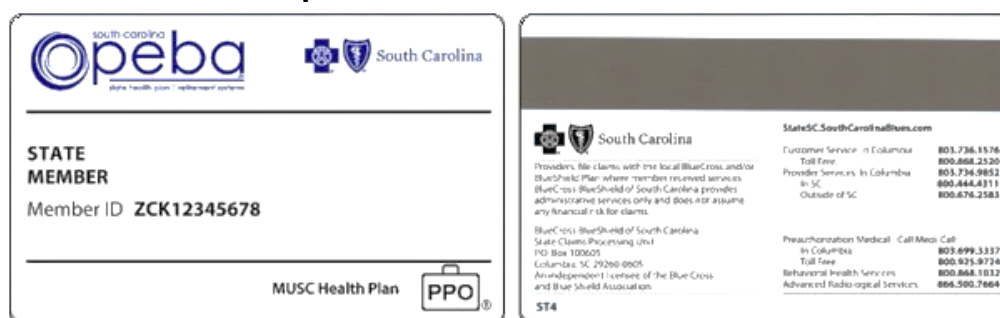 south carolina
peba
state health plan | retirement systems
South Carolina
STATE
MEMBER
Member ID ZCK12345678
MUSC Health Plan
PPO
®
South Carolina
Providers, file claims with the local BlueCross and/or
BlueShield Plan where member received services.
BlueCross BlueShield of South Carolina provides
administrative services only and does not assume
any financial risk for claims.
BlueCross BlueShield of South Carolina
State Claims Processing Unit
PO Box 100605
Columbia, SC 29260-0605
An independent licensee of the Blue Cross
and Blue Shield Association.
ST4
StateSC.SouthCarolinaBlues.com
Customer Service in Columbia 803.736.1576
Toll Free 800.868.2520
Provider Services in Columbia 803.736.9852
In SC 800.444.4311
Outside of SC 800.676.2583
Preauthorization Medical - Call Medi-Call
In Columbia 803.699.3337
Toll Free 800.925.9724
Behavioral Health Services 800.868.1032
Advanced Radiological Services 866.500.7664